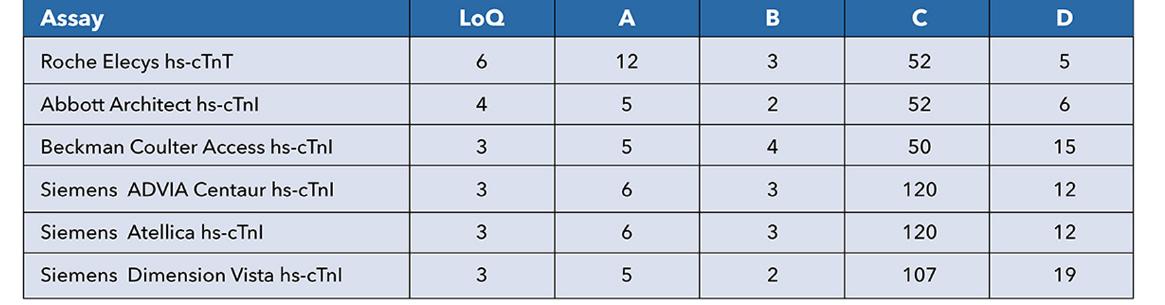 Assay LoQ A B C D
Roche Elecys hs-cTnT 6 12 3 52 5
Abbott Architect hs-cTnI 4 5 2 52 6
Beckman Coulter Access hs-cTnI 3 5 4 50 15
Siemens ADVIA Centaur hs-cTnI 3 6 3 120 12
Siemens Atellica hs-cTnI 3 6 3 120 12
Siemens Dimension Vista hs-cTnI 3 5 2 107 19